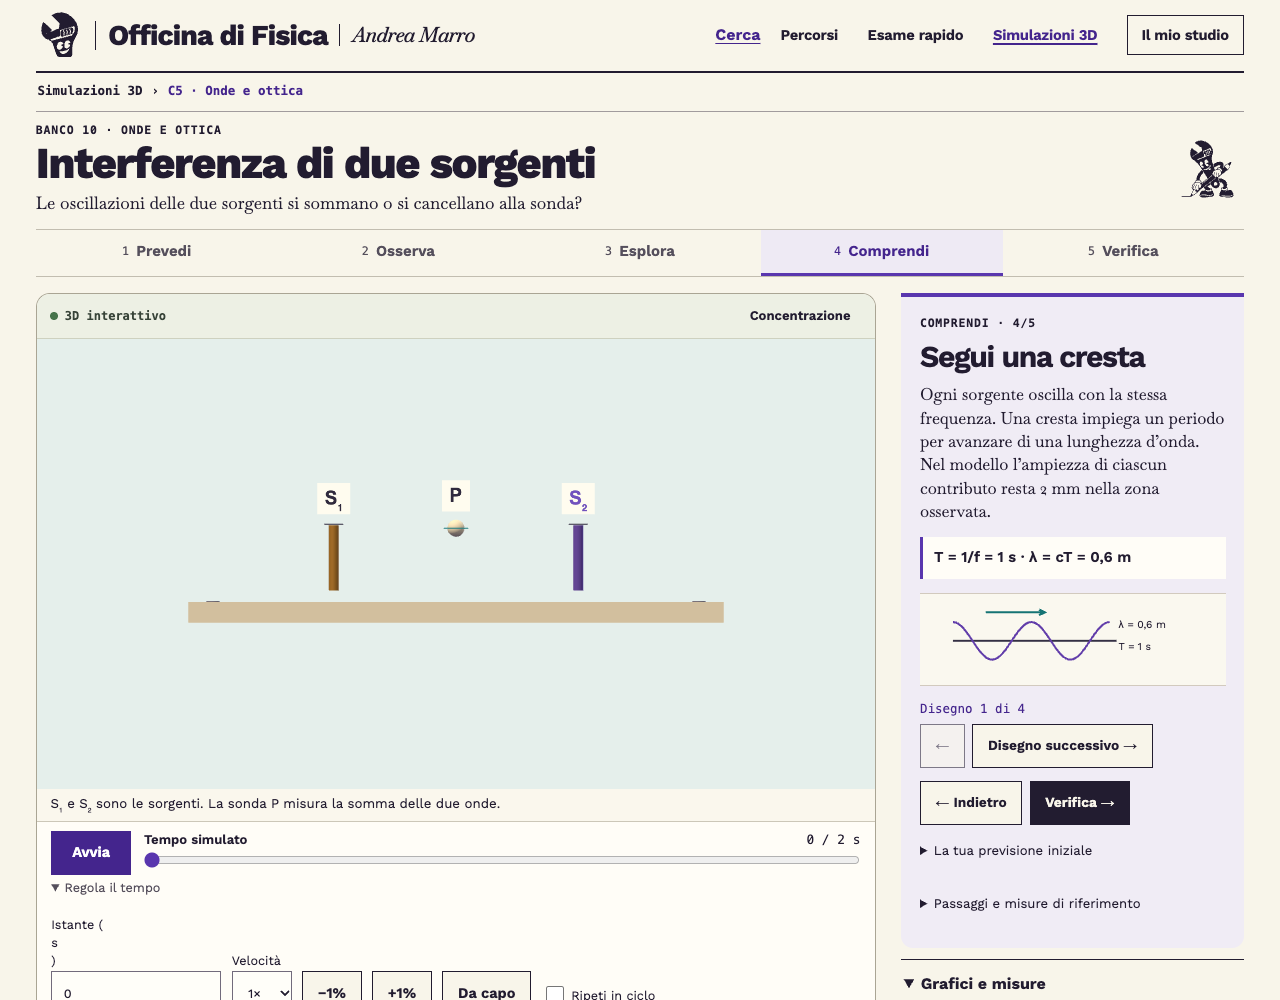 Officina di Fisica
Andrea Marro
Cerca
Percorsi
Esame rapido
Simulazioni 3D
Il mio studio
Simulazioni 3D › C5 · Onde e ottica
BANCO 10 · ONDE E OTTICA
Interferenza di due sorgenti
Le oscillazioni delle due sorgenti si sommano o si cancellano alla sonda?
1 Prevedi
2 Osserva
3 Esplora
4 Comprendi
5 Verifica
3D interattivo
Concentrazione
S₁
P
S₂
S₁ e S₂ sono le sorgenti. La sonda P misura la somma delle due onde.
Avvia
Tempo simulato
0 / 2 s
▼ Regola il tempo
Istante (
s
)
0
Velocità
1×
−1%
+1%
Da capo
Ripeti in ciclo
COMPRENDI · 4/5
Segui una cresta
Ogni sorgente oscilla con la stessa
frequenza. Una cresta impiega un periodo
per avanzare di una lunghezza d’onda.
Nel modello l’ampiezza di ciascun
contributo resta 2 mm nella zona
osservata.
T = 1/f = 1 s · λ = cT = 0,6 m
λ = 0,6 m
T = 1 s
Disegno 1 di 4
←
Disegno successivo →
← Indietro
Verifica →
▶ La tua previsione iniziale
▶ Passaggi e misure di riferimento
▼ Grafici e misure